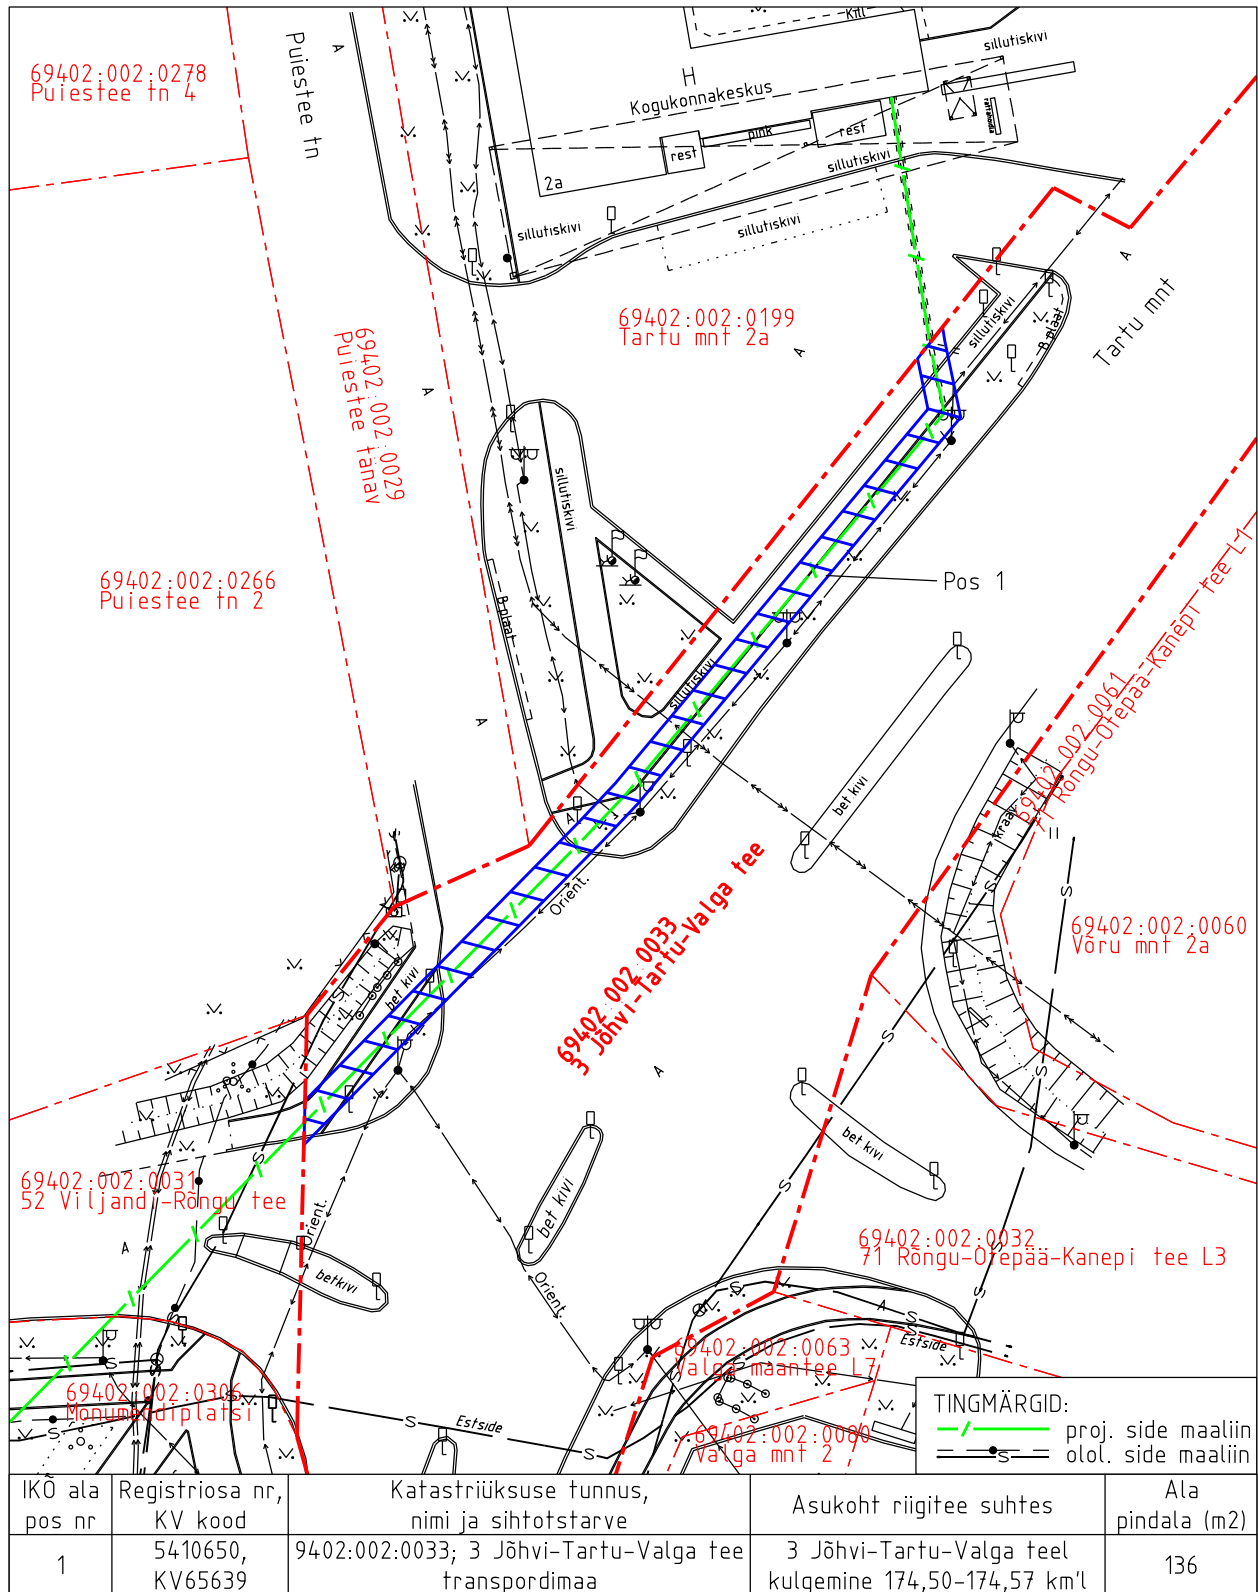 69402:002:0278
Puiestee tn 4
Puiestee tn
A
Kill
sillutiskivi
H
Kogukonnakeskus
rest
pink
rest
2a
sillutiskivi
sillutiskivi
sillutiskivi
A
Tartu mnt
69402:002:0199
Tartu mnt 2a
A
sillutiskivi
B.plaat
69402:002:0029
Puiestee tänav
A
sillutiskivi
69402:002:0266
Puiestee tn 2
B.plaat
Pos 1
A
sillutiskivi
69402:002:0061
71 Rõngu-Otepää-Kanepi tee L1
bet kivi
kraav
A
Orient.
69402:002:0033
3 Jõhvi-Tartu-Valga tee
69402:002:0060
Võru mnt 2a
bet kivi
A
bet kivi
69402:002:0031
52 Viljandi-Rõngu tee
A
Orient.
bet kivi
betkivi
Orient.
69402:002:0032
71 Rõngu-Otepää-Kanepi tee L3
A
Estside
69402:002:0063
Valga maantee L7
69402:002:0306
Monumendiplatsi
Estside
69402:002:0080
Valga mnt 2
TINGMÄRGID:
proj. side maaliin
S
olol. side maaliin
IKÕ ala pos nr
Registriosa nr, KV kood
Katastriüksuse tunnus, nimi ja sihtotstarve
Asukoht riigitee suhtes
Ala pindala (m2)
1
5410650, KV65639
9402:002:0033; 3 Jõhvi-Tartu-Valga tee transpordimaa
3 Jõhvi-Tartu-Valga teel kulgemine 174,50-174,57 km'l
136